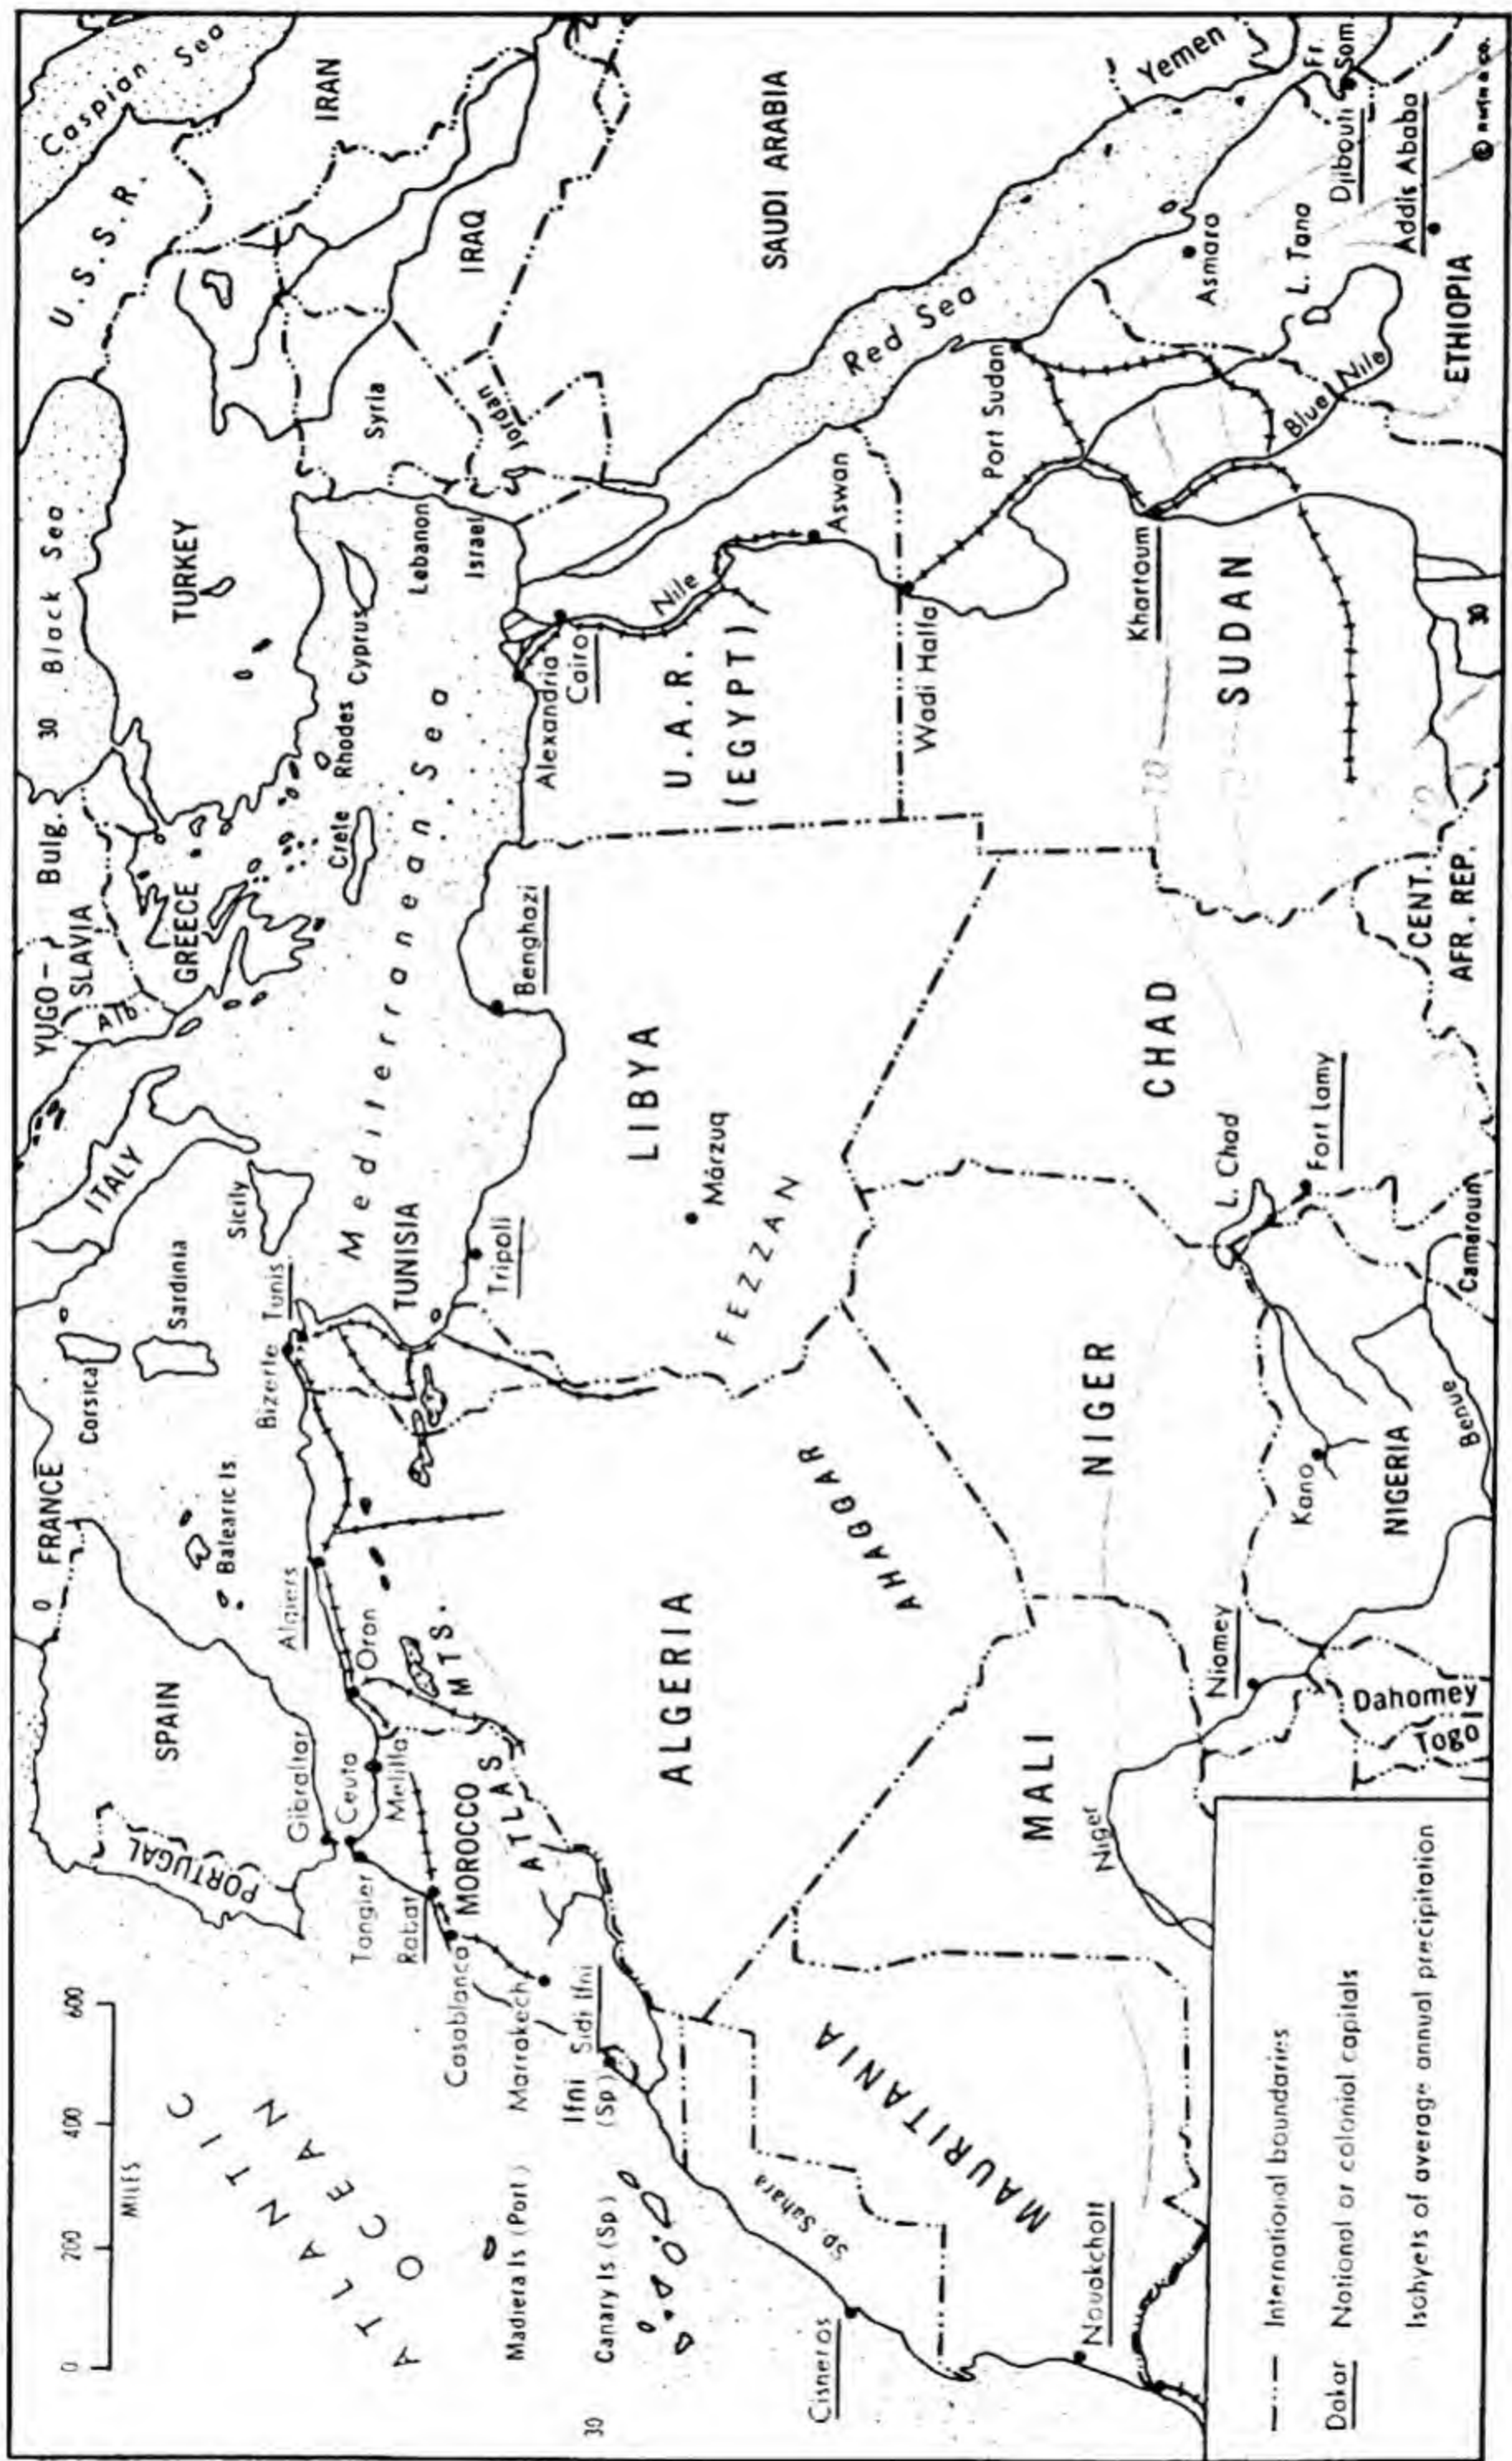 0 200 400 600
MILES
ATLANTIC
OCEAN
PORTUGAL
SPAIN
0
FRANCE
Corsica
Sardinia
Balearic Is.
ITALY
Sicily
YUGO-
SLAVIA
Alb.
Bulg.
GREECE
30
Black Sea
TURKEY
U.S.S.R.
Caspian Sea
IRAN
IRAQ
Syria
Jordan
Lebanon
Israel
Cyprus
Rhodes
Crete
Mediterranean Sea
Gibraltar
Ceuta
Melilla
Tangier
Rabat
Casablanca
Marrakech
MOROCCO
ATLAS MTS.
Oran
Algiers
Bizerte
Tunis
TUNISIA
Tripoli
Benghazi
Alexandria
Cairo
Nile
Aswan
U.A.R.
(EGYPT)
Wadi Halfa
SAUDI ARABIA
Red Sea
Yemen
Port Sudan
Asmara
L. Tana
Fr.
Som.
Djibouti
Addis Ababa
ETHIOPIA
Blue Nile
Khartoum
SUDAN
30
LIBYA
Márzuq
FEZZAN
ALGERIA
AHAGGAR
Madiera Is (Port)
Canary Is (Sp)
Ifni
(Sp)
Sidi Ifni
30
Sp. Sahara
Cisneros
MAURITANIA
Nouakchott
MALI
Niger
NIGER
Niamey
Dahomey
Togo
Kano
NIGERIA
Benue
Cameroun
L. Chad
Fort Lamy
CHAD
CENT.
AFR. REP.
International boundaries
Dakar National or colonial capitals
Isohyets of average annual precipitation